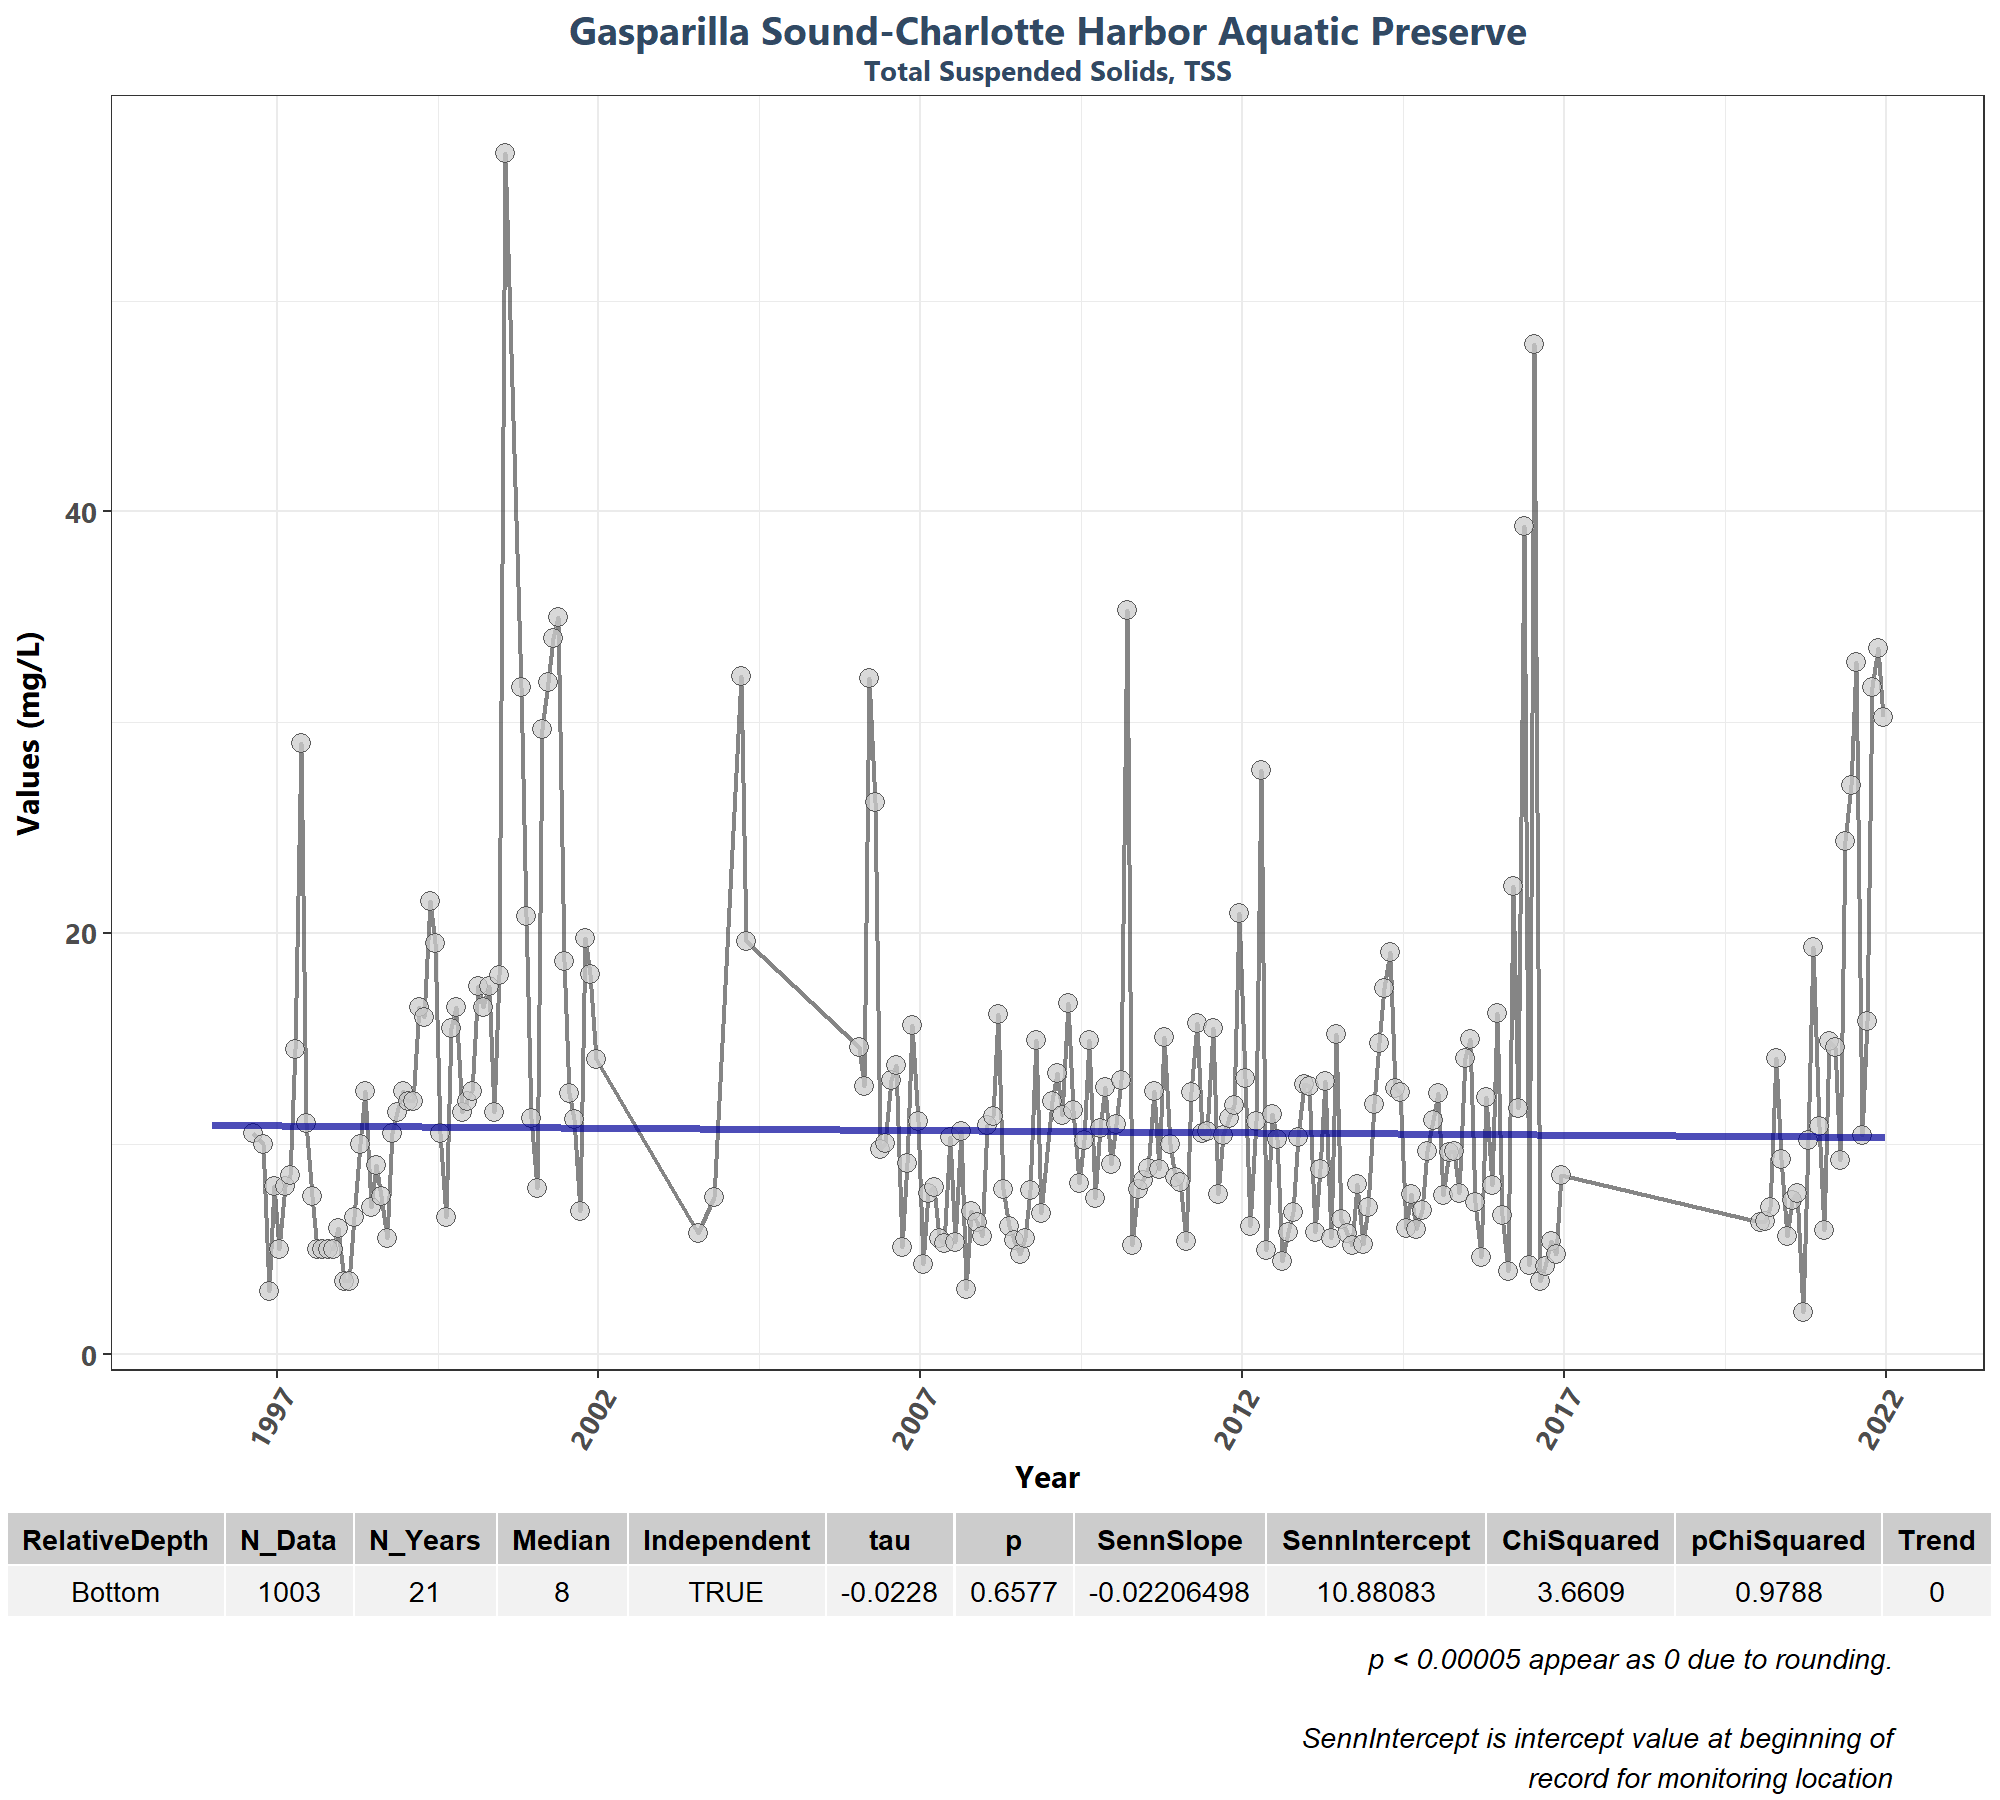 Gasparilla Sound-Charlotte Harbor Aquatic Preserve
Total Suspended Solids, TSS
Values (mg/L)
40
20
0
1997
2002
2007
2012
2017
2022
Year
RelativeDepth N_Data N_Years Median Independent tau p SennSlope SennIntercept ChiSquared pChiSquared Trend
Bottom 1003 21 8 TRUE -0.0228 0.6577 -0.02206498 10.88083 3.6609 0.9788 0
p < 0.00005 appear as 0 due to rounding.
SennIntercept is intercept value at beginning of
record for monitoring location